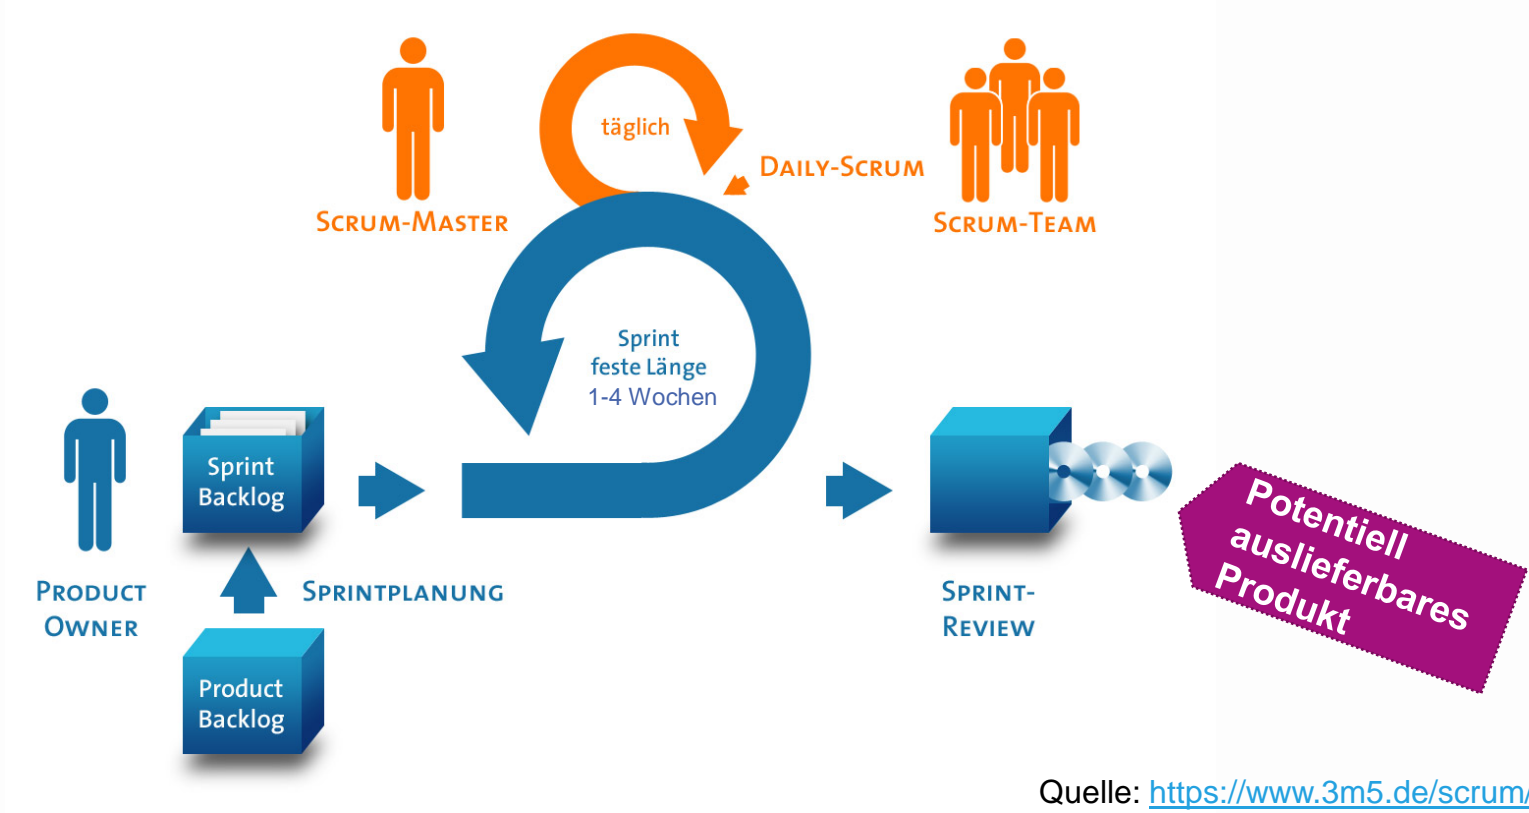 täglich
DAILY-SCRUM
SCRUM-MASTER
SCRUM-TEAM
Sprint
feste Länge
1-4 Wochen
Sprint
Backlog
PRODUCT
OWNER
SPRINTPLANUNG
Product
Backlog
SPRINT-
REVIEW
Potentiell
auslieferbares
Produkt
Quelle: https://www.3m5.de/scrum/